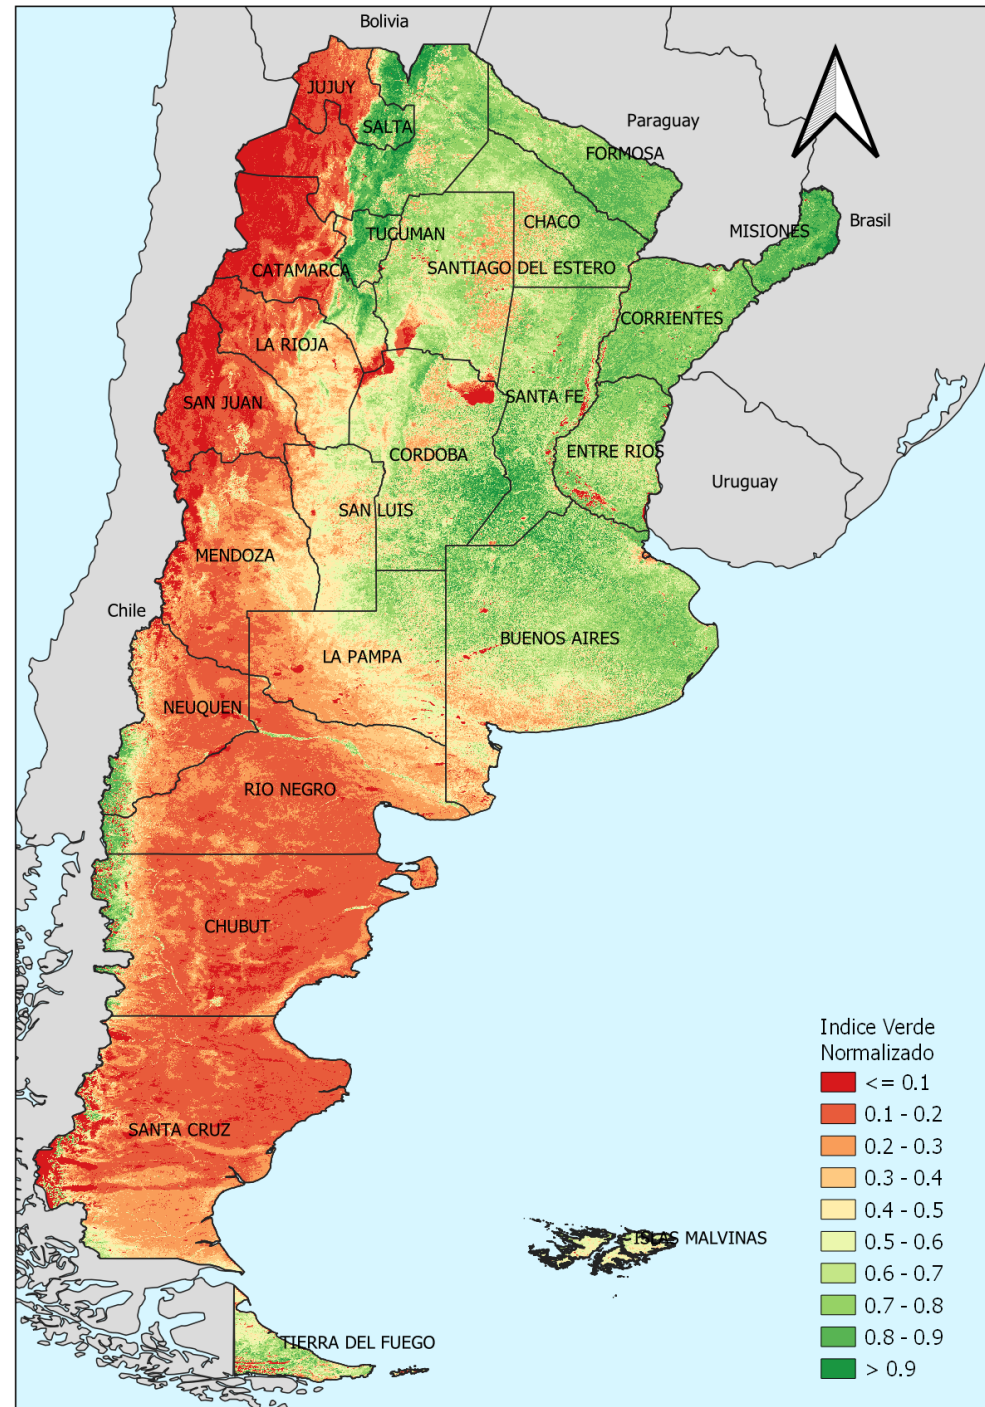 Bolivia
JUJUY
SALTA
Paraguay
FORMOSA
CHACO
MISIONES
Brasil
TUCUMAN
CATAMARCA
SANTIAGO DEL ESTERO
CORRIENTES
LA RIOJA
SAN JUAN
SANTA FE
CORDOBA
ENTRE RIOS
Uruguay
SAN LUIS
MENDOZA
Chile
BUENOS AIRES
LA PAMPA
NEUQUEN
RIO NEGRO
CHUBUT
SANTA CRUZ
ISLAS MALVINAS
TIERRA DEL FUEGO
Indice Verde
Normalizado
<= 0.1
0.1 - 0.2
0.2 - 0.3
0.3 - 0.4
0.4 - 0.5
0.5 - 0.6
0.6 - 0.7
0.7 - 0.8
0.8 - 0.9
> 0.9